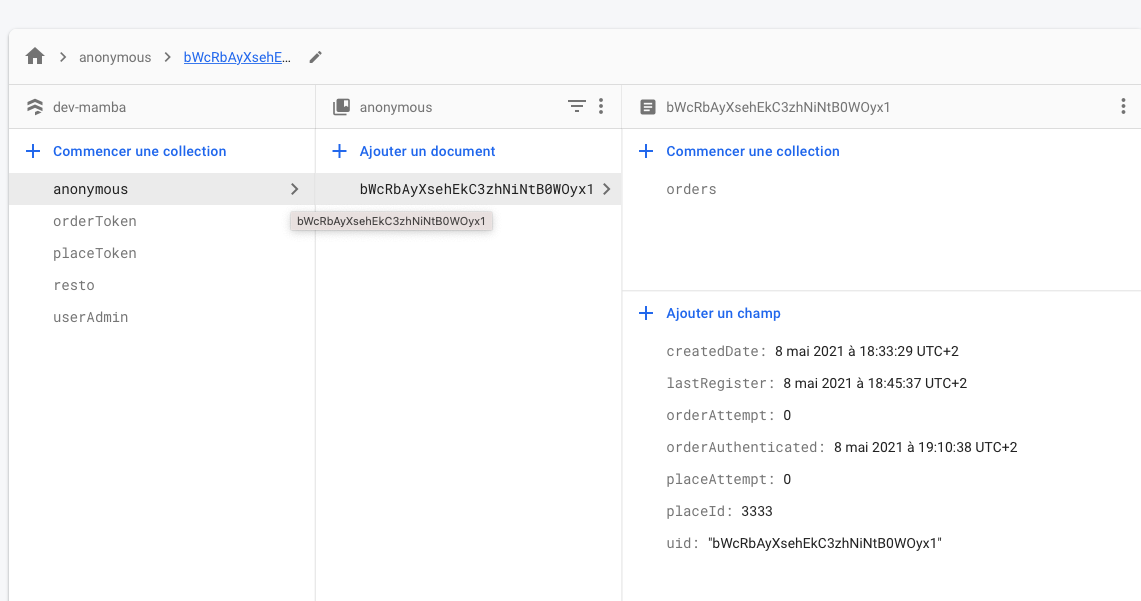 anonymous
bWcRbAyXsehE...
dev-mamba
anonymous
bWcRbAyXsehEkC3zhNiNtB0WOyx1
Commencer une collection
Ajouter un document
Commencer une collection
anonymous
bWcRbAyXsehEkC3zhNiNtB0WOyx1
orders
orderToken
bWcRbAyXsehEkC3zhNiNtB0WOyx1
placeToken
resto
userAdmin
Ajouter un champ
createdDate: 8 mai 2021 à 18:33:29 UTC+2
lastRegister: 8 mai 2021 à 18:45:37 UTC+2
orderAttempt: 0
orderAuthenticated: 8 mai 2021 à 19:10:38 UTC+2
placeAttempt: 0
placeId: 3333
uid: "bWcRbAyXsehEkC3zhNiNtB0WOyx1"